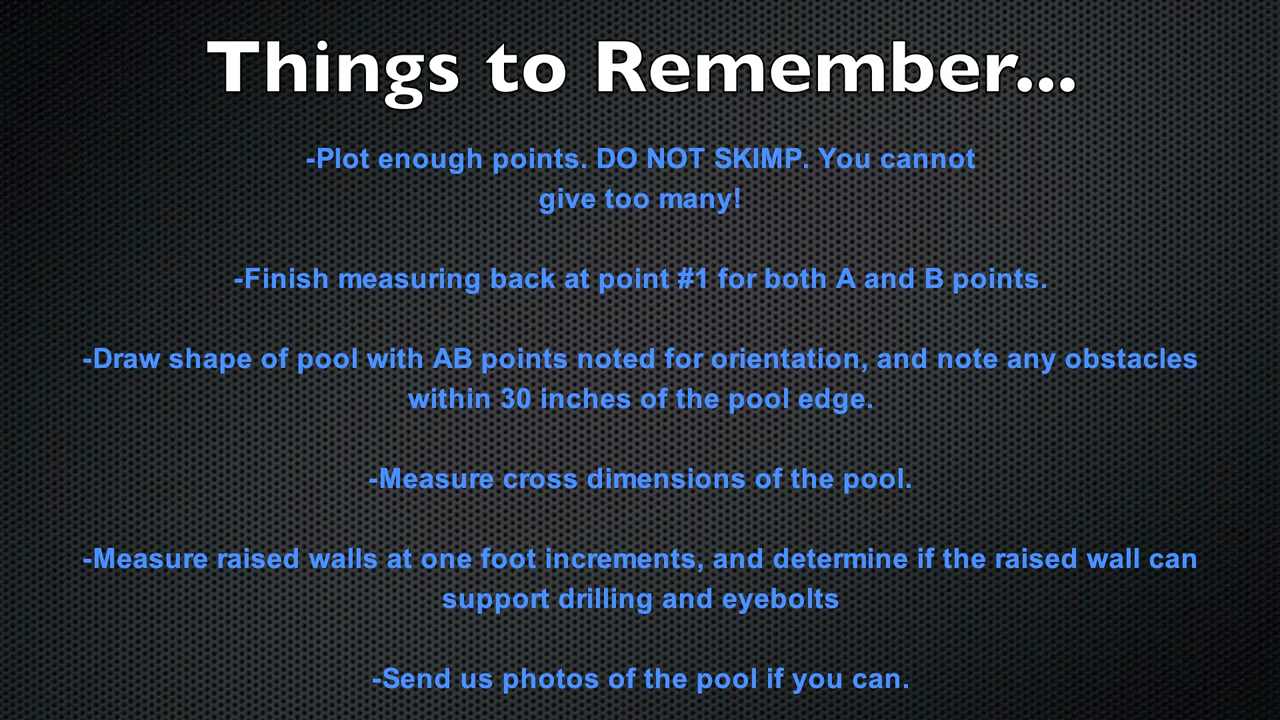 Things to Remember...
-Plot enough points. DO NOT SKIMP. You cannot
give too many!
-Finish measuring back at point #1 for both A and B points.
-Draw shape of pool with AB points noted for orientation, and note any obstacles
within 30 inches of the pool edge.
-Measure cross dimensions of the pool.
-Measure raised walls at one foot increments, and determine if the raised wall can
support drilling and eyebolts
-Send us photos of the pool if you can.